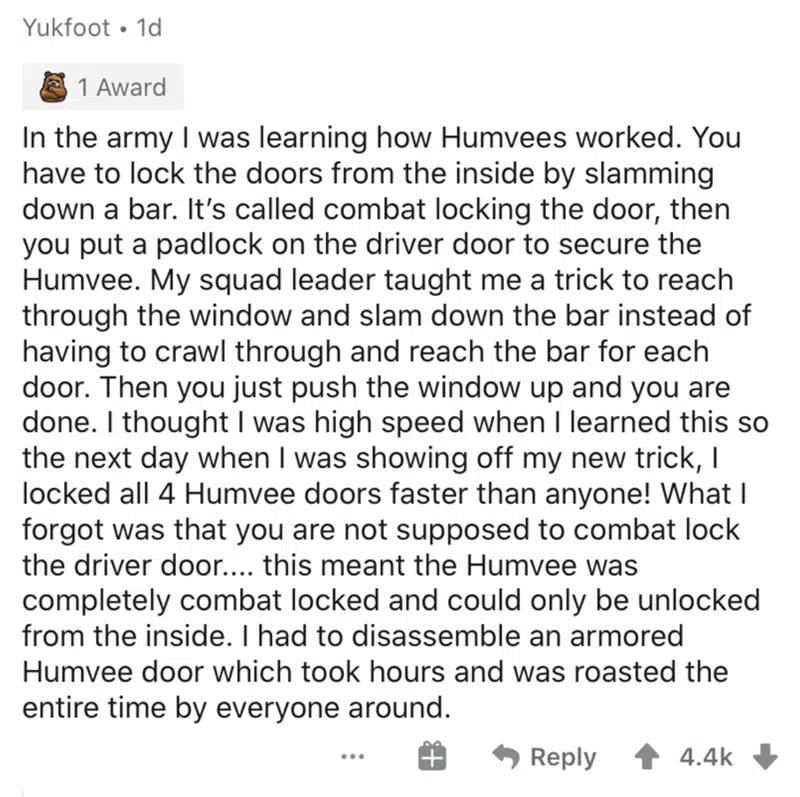 Yukfoot • 1d
1 Award
In the army I was learning how Humvees worked. You
have to lock the doors from the inside by slamming
down a bar. It’s called combat locking the door, then
you put a padlock on the driver door to secure the
Humvee. My squad leader taught me a trick to reach
through the window and slam down the bar instead of
having to crawl through and reach the bar for each
door. Then you just push the window up and you are
done. I thought I was high speed when I learned this so
the next day when I was showing off my new trick, I
locked all 4 Humvee doors faster than anyone! What I
forgot was that you are not supposed to combat lock
the driver door.... this meant the Humvee was
completely combat locked and could only be unlocked
from the inside. I had to disassemble an armored
Humvee door which took hours and was roasted the
entire time by everyone around.
... Reply 4.4k